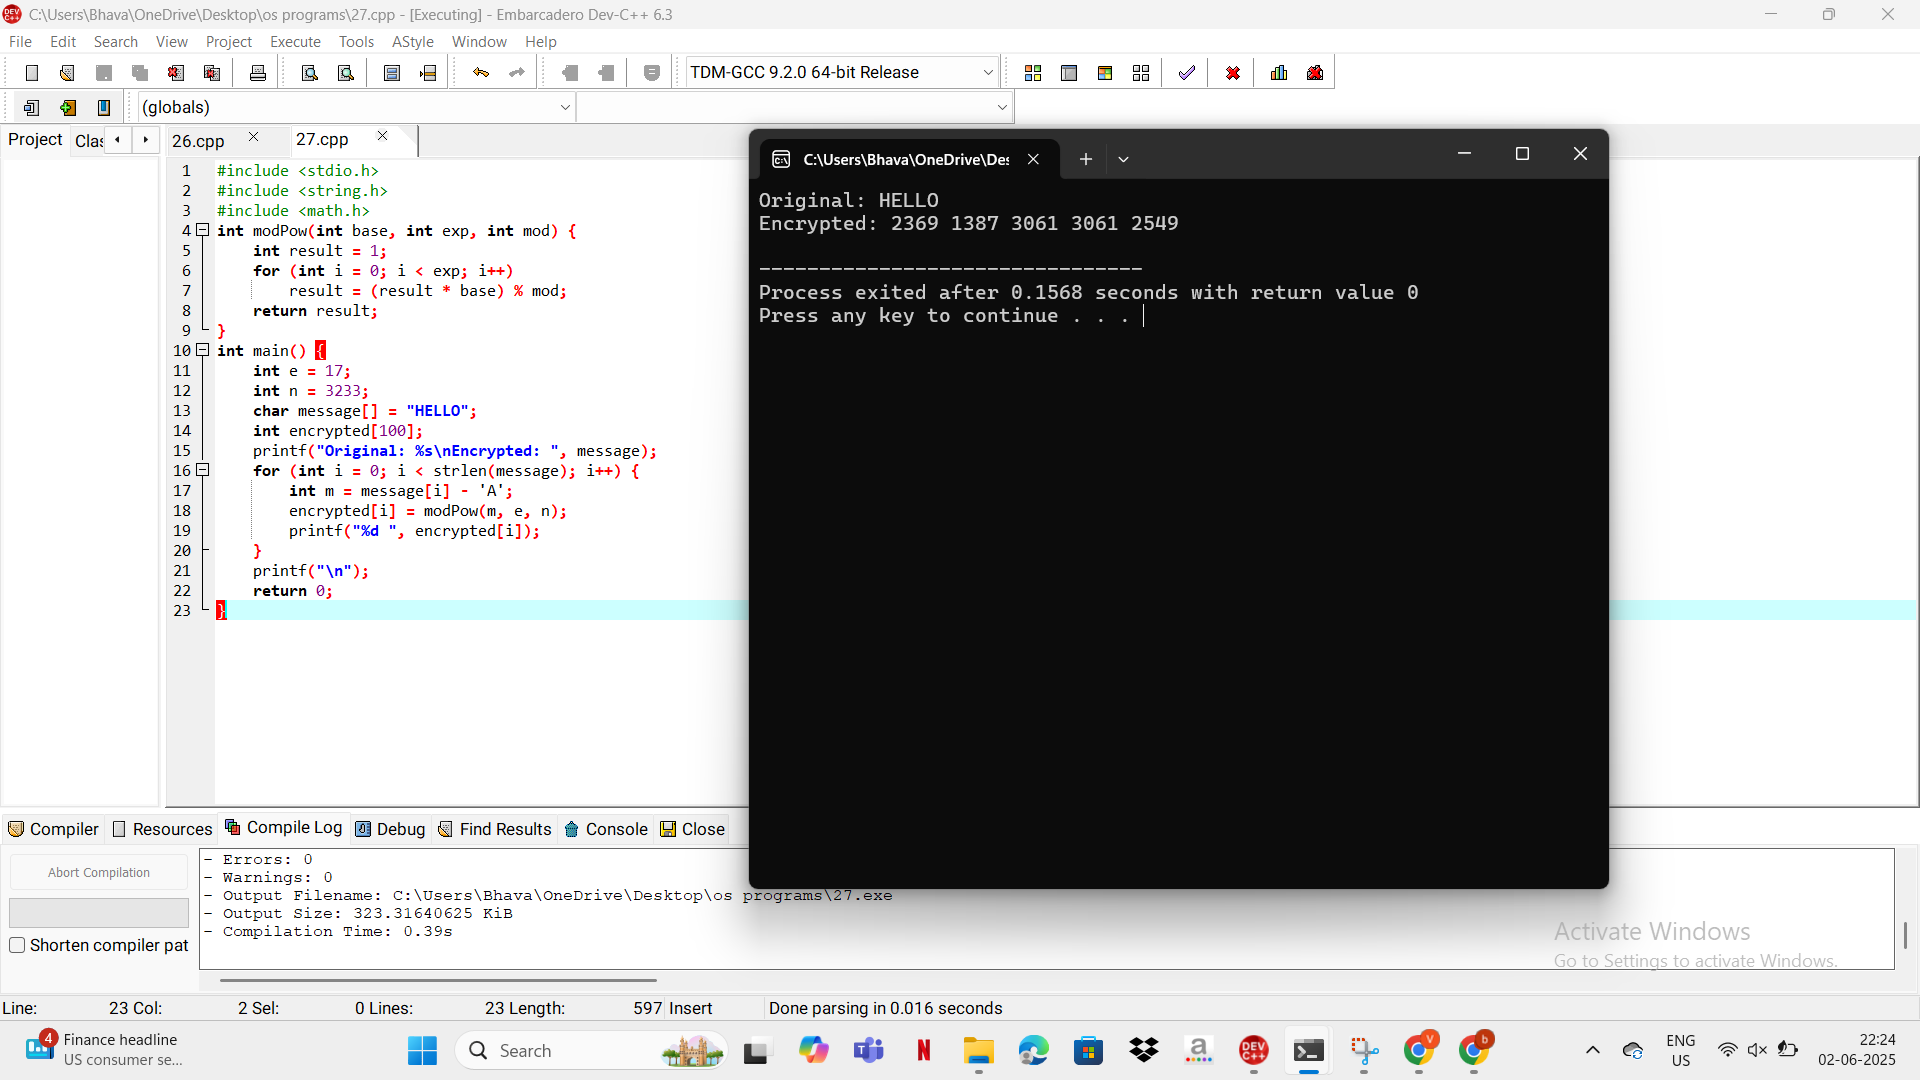 C:\Users\Bhava\OneDrive\Desktop\os programs\27.cpp - [Executing] - Embarcadero Dev-C++ 6.3
File Edit Search View Project Execute Tools AStyle Window Help
TDM-GCC 9.2.0 64-bit Release
(globals)
Project Clas 26.cpp 27.cpp
1 #include <stdio.h>
2 #include <string.h>
3 #include <math.h>
4 int modPow(int base, int exp, int mod) {
5 int result = 1;
6 for (int i = 0; i < exp; i++)
7 result = (result * base) % mod;
8 return result;
9 }
10 int main() {
11 int e = 17;
12 int n = 3233;
13 char message[] = "HELLO";
14 int encrypted[100];
15 printf("Original: %s\nEncrypted: ", message);
16 for (int i = 0; i < strlen(message); i++) {
17 int m = message[i] - 'A';
18 encrypted[i] = modPow(m, e, n);
19 printf("%d ", encrypted[i]);
20 }
21 printf("\n");
22 return 0;
23 }
C:\Users\Bhava\OneDrive\Des
Original: HELLO
Encrypted: 2369 1387 3061 3061 2549
--------------------------------
Process exited after 0.1568 seconds with return value 0
Press any key to continue . . .
Compiler Resources Compile Log Debug Find Results Console Close
Abort Compilation
Shorten compiler pat
- Errors: 0
- Warnings: 0
- Output Filename: C:\Users\Bhava\OneDrive\Desktop\os programs\27.exe
- Output Size: 323.31640625 KiB
- Compilation Time: 0.39s
Activate Windows
Go to Settings to activate Windows.
Line: 23 Col: 2 Sel: 0 Lines: 23 Length: 597 Insert Done parsing in 0.016 seconds
4 Finance headline
US consumer se...
Search
ENG
US
22:24
02-06-2025